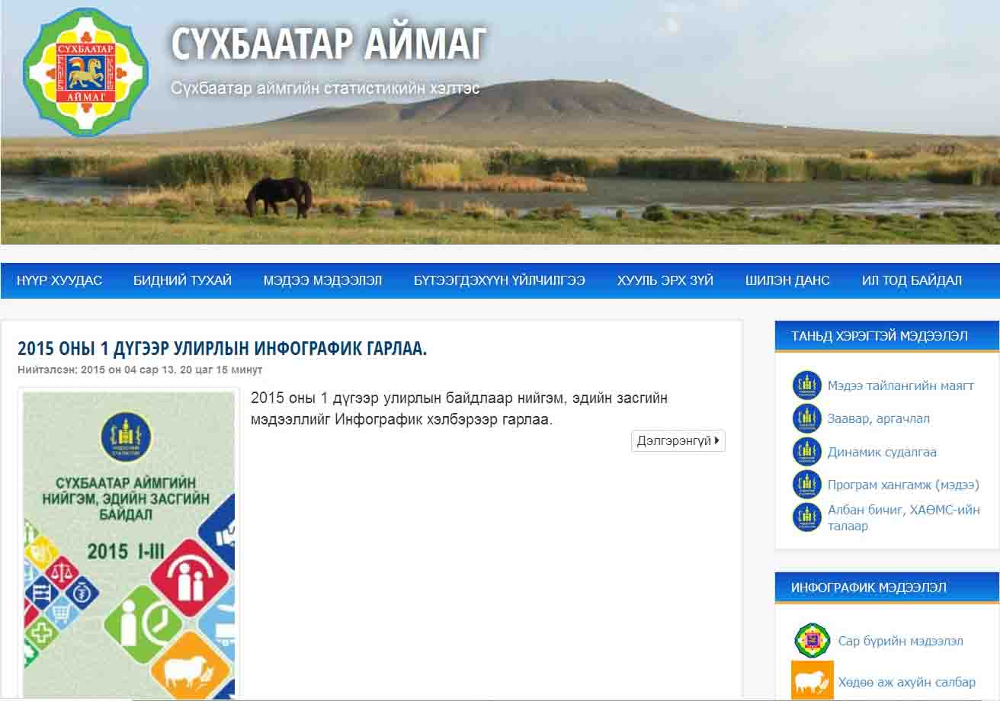 СҮХБААТАР
АЙМАГ
СҮХБААТАР АЙМАГ
Сүхбаатар аймгийн статистикийн хэлтэс
НҮҮР ХУУДАС БИДНИЙ ТУХАЙ МЭДЭЭ МЭДЭЭЛЭЛ БҮТЭЭГДЭХҮҮН ҮЙЛЧИЛГЭЭ ХУУЛЬ ЭРХ ЗҮЙ ШИЛЭН ДАНС ИЛ ТОД БАЙДАЛ
2015 ОНЫ 1 ДҮГЭЭР УЛИРЛЫН ИНФОГРАФИК ГАРЛАА.
Нийтэлсэн: 2015 он 04 сар 13. 20 цаг 15 минут
2015 оны 1 дүгээр улирлын байдлаар нийгэм, эдийн засгийн
мэдээллийг Инфографик хэлбэрээр гарлаа.
Дэлгэрэнгүй
СҮХБААТАР АЙМГИЙН
НИЙГЭМ, ЭДИЙН ЗАСГИЙН
БАЙДАЛ
2015 I-III
ТАНЬД ХЭРЭГТЭЙ МЭДЭЭЛЭЛ
Мэдээ тайлангийн маягт
Заавар, аргачлал
Динамик судалгаа
Програм хангамж (мэдээ)
Албан бичиг, ХАӨМС-ийн
талаар
ИНФОГРАФИК МЭДЭЭЛЭЛ
Сар бүрийн мэдээлэл
Хөдөө аж ахуйн салбар